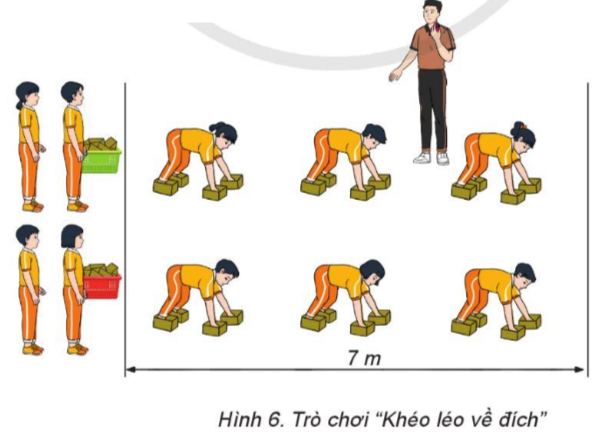 7 m
Hình 6. Trò chơi “Khéo léo về đích”